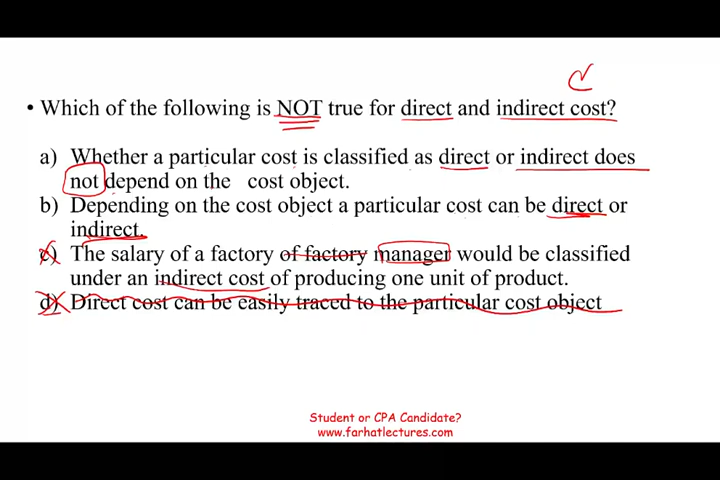 • Which of the following is NOT true for direct and indirect cost?
a) Whether a particular cost is classified as direct or indirect does
not depend on the cost object.
b) Depending on the cost object a particular cost can be direct or
indirect.
c) The salary of a factory of factory manager would be classified
under an indirect cost of producing one unit of product.
d) Direct cost can be easily traced to the particular cost object
Student or CPA Candidate?
www.farhatlectures.com